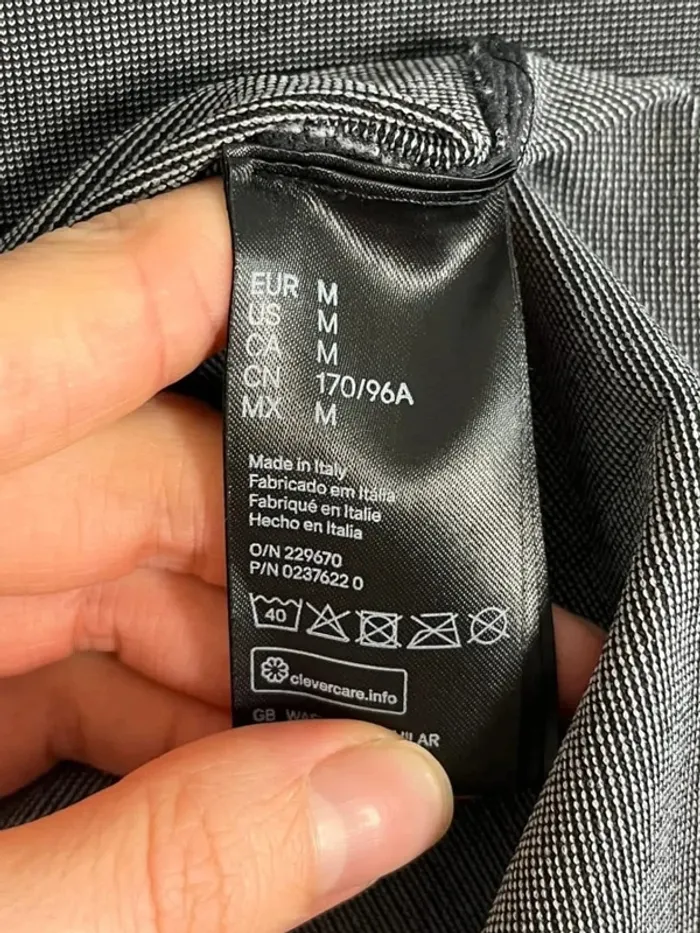 EUR M
US M
CA M
CN 170/96A
MX M
Made in Italy
Fabricado em Itália
Fabriqué en Italie
Hecho en Italia
O/N 229670
P/N 0237622 0
40
clevercare.info
GB